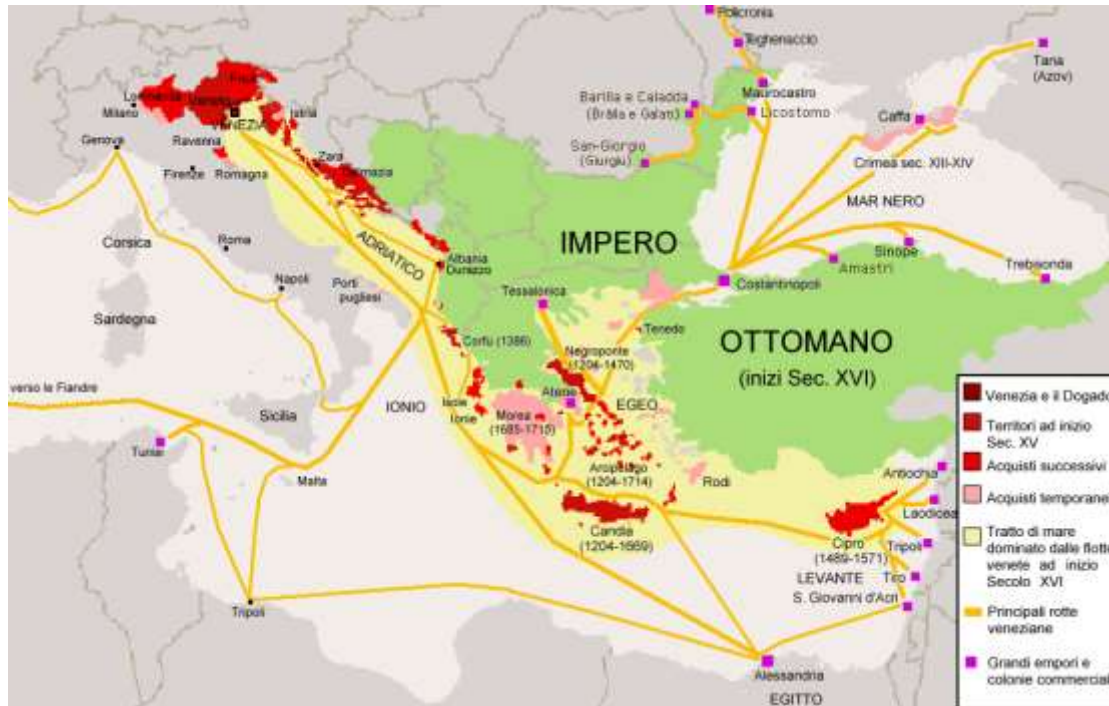 Policronia
Teghenaccio
Tana
(Azov)
Friuli
Lombardia
Maurocastro
Barilla e Caladda
(Brăila e Galați)
Licostomo
Milano
VENEZIA
Istria
Caffa
Genova
Ravenna
San-Giorgio
(Giurgiu)
Crimea sec. XIII-XIV
Firenze
Romagna
Zara
Dalmazia
MAR NERO
Corsica
Roma
ADRIATICO
IMPERO
Sinope
Albania
Durazzo
Amastri
Trebisonda
Napoli
Porti
pugliesi
Tessalonica
Costantinopoli
Sardegna
Tenedo
Corfù (1386)
OTTOMANO
Negroponte
(1204-1470)
(inizi Sec. XVI)
verso le Fiandre
Atene
Isole
Ionie
IONIO
EGEO
Sicilia
Morea
(1685-1715)
Tunisi
Antiochia
Arcipelago
(1204-1714)
Rodi
Malta
Laodicea
Candia
(1204-1669)
Cipro
(1489-1571)
Tripoli
LEVANTE
Tiro
S. Giovanni d'Acri
Tripoli
Alessandria
EGITTO
Venezia e il Dogado
Territori ad inizio
Sec. XV
Acquisti successivi
Acquisti temporane
Tratto di mare
dominato dalle flotte
venete ad inizio
Secolo XVI
Principali rotte
veneziane
Grandi empori e
colonie commercial